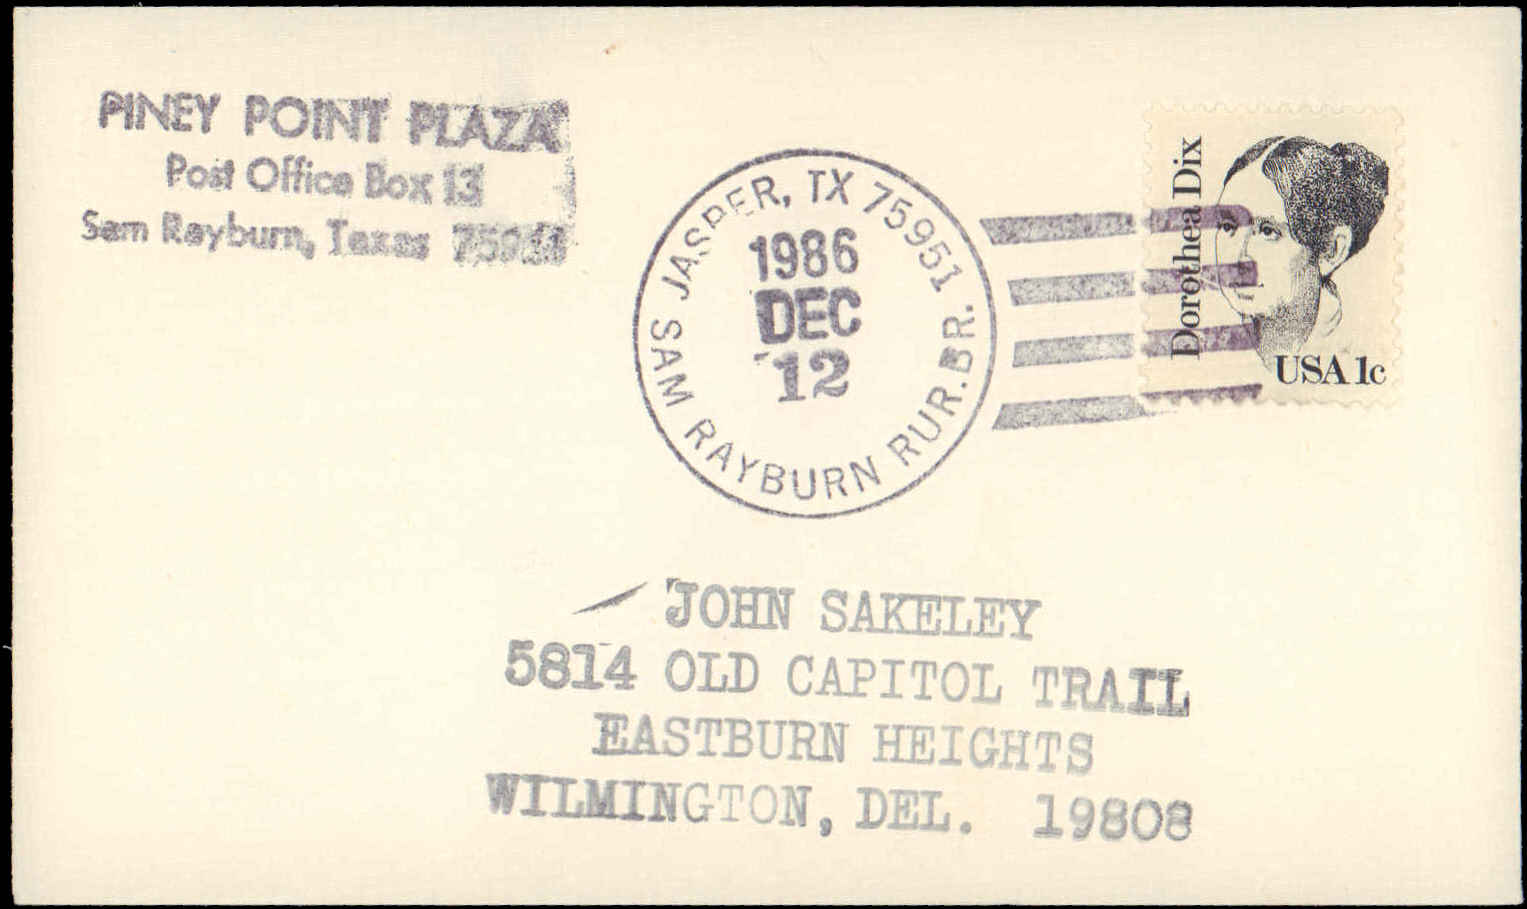 PINEY POINT PLAZA
Post Office Box 13
Sam Rayburn, Texas
JASPER, TX 75951
1986
DEC
12
SAM RAYBURN RUR. BR.
Dorothea Dix
USA 1c
JOHN SAKELEY
5814 OLD CAPITOL TRAIL
EASTBURN HEIGHTS
WILMINGTON, DEL. 19808